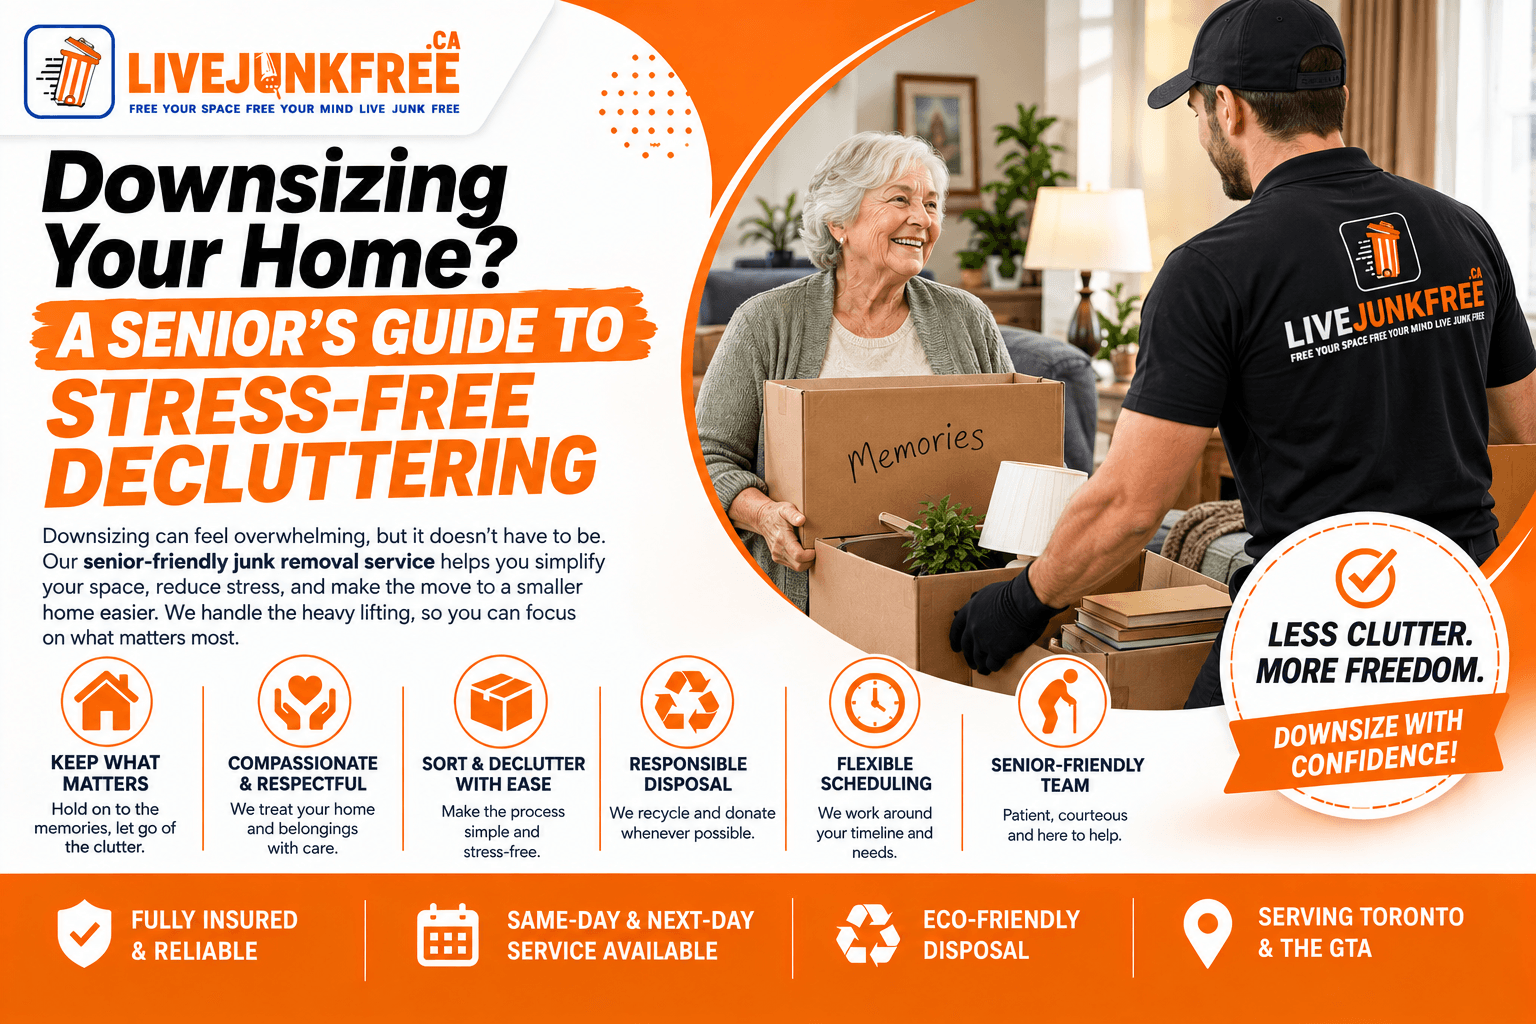 .CA
LIVEJUNKFREE
FREE YOUR SPACE FREE YOUR MIND LIVE JUNK FREE
Downsizing
Your Home?
A SENIOR'S GUIDE TO
STRESS-FREE
DECLUTTERING
Downsizing can feel overwhelming, but it doesn't have to be.
Our senior-friendly junk removal service helps you simplify
your space, reduce stress, and make the move to a smaller
home easier. We handle the heavy lifting, so you can focus
on what matters most.
Memories
.CA
LIVEJUNKFREE
FREE YOUR SPACE FREE YOUR MIND LIVE JUNK FREE
LESS CLUTTER.
MORE FREEDOM.
DOWNSIZE WITH
CONFIDENCE!
KEEP WHAT
MATTERS
Hold on to the
memories, let go of
the clutter.
COMPASSIONATE
& RESPECTFUL
We treat your home
and belongings
with care.
SORT & DECLUTTER
WITH EASE
Make the process
simple and
stress-free.
RESPONSIBLE
DISPOSAL
We recycle and donate
whenever possible.
FLEXIBLE
SCHEDULING
We work around
your timeline and
needs.
SENIOR-FRIENDLY
TEAM
Patient, courteous
and here to help.
FULLY INSURED
& RELIABLE
SAME-DAY & NEXT-DAY
SERVICE AVAILABLE
ECO-FRIENDLY
DISPOSAL
SERVING TORONTO
& THE GTA